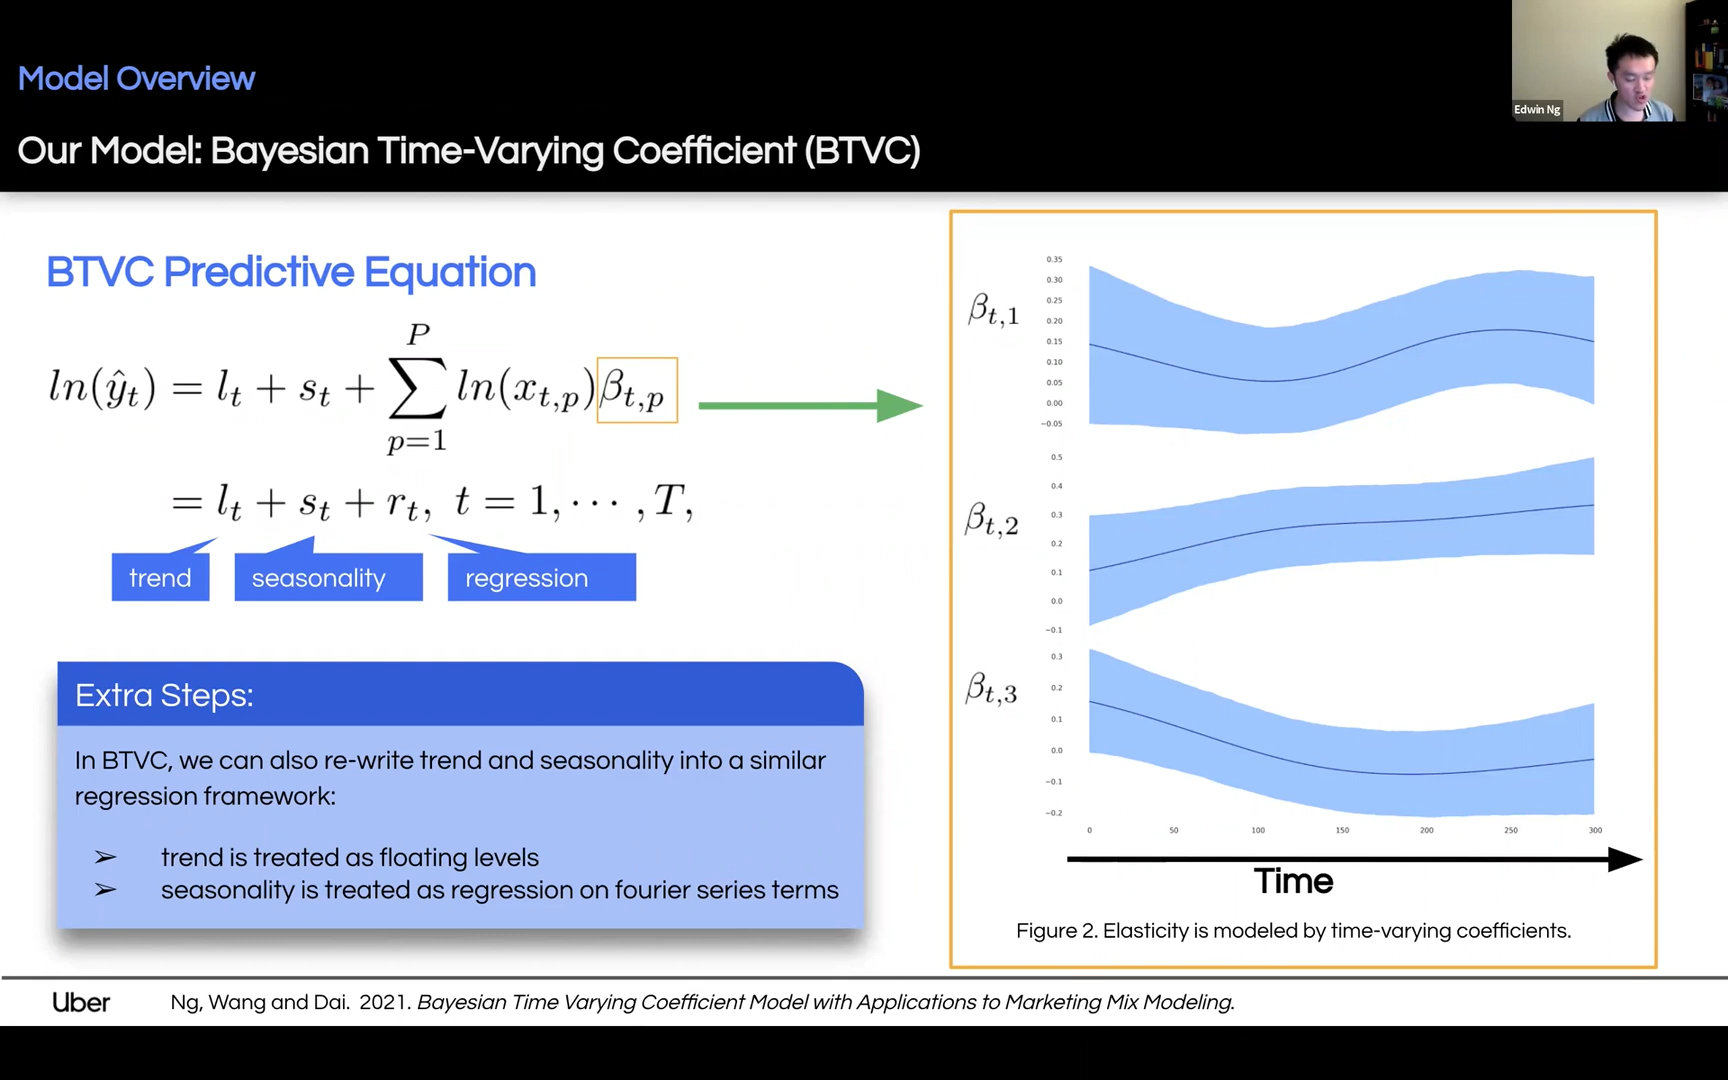 Model Overview
Our Model: Bayesian Time-Varying Coefficient (BTVC)
Edwin Ng
BTVC Predictive Equation
ln(ŷ_t) = l_t + s_t + ∑_{p=1}^{P} ln(x_{t,p})β_{t,p}
= l_t + s_t + r_t, t = 1, ⋯ , T,
trend
seasonality
regression
Extra Steps:
In BTVC, we can also re-write trend and seasonality into a similar
regression framework:
➢ trend is treated as floating levels
➢ seasonality is treated as regression on fourier series terms
β_{t,1}
0.35
0.30
0.25
0.20
0.15
0.10
0.05
0.00
−0.05
β_{t,2}
0.5
0.4
0.3
0.2
0.1
0.0
−0.1
β_{t,3}
0.3
0.2
0.1
0.0
−0.1
−0.2
0 50 100 150 200 250 300
Time
Figure 2. Elasticity is modeled by time-varying coefficients.
Uber
Ng, Wang and Dai. 2021. Bayesian Time Varying Coefficient Model with Applications to Marketing Mix Modeling.